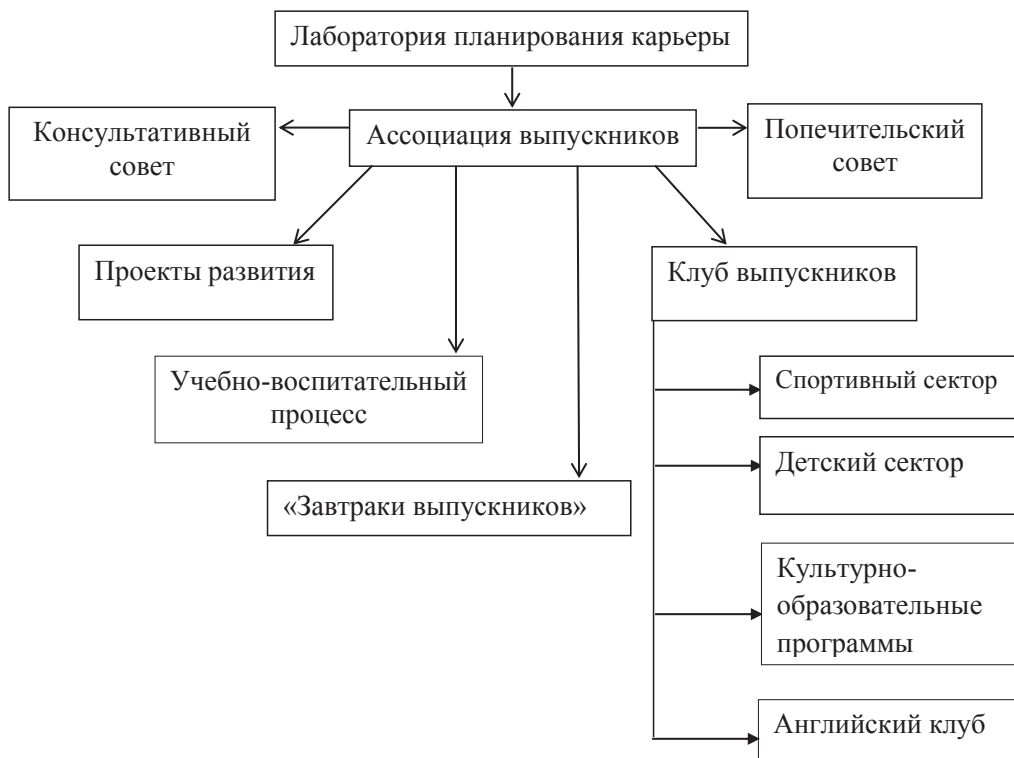 Лаборатория планирования карьеры
Консультативный
совет
Ассоциация выпускников
Попечительский
совет
Проекты развития
Клуб выпускников
Учебно-воспитательный
процесс
Спортивный сектор
Детский сектор
«Завтраки выпускников»
Культурно-
образовательные
программы
Английский клуб